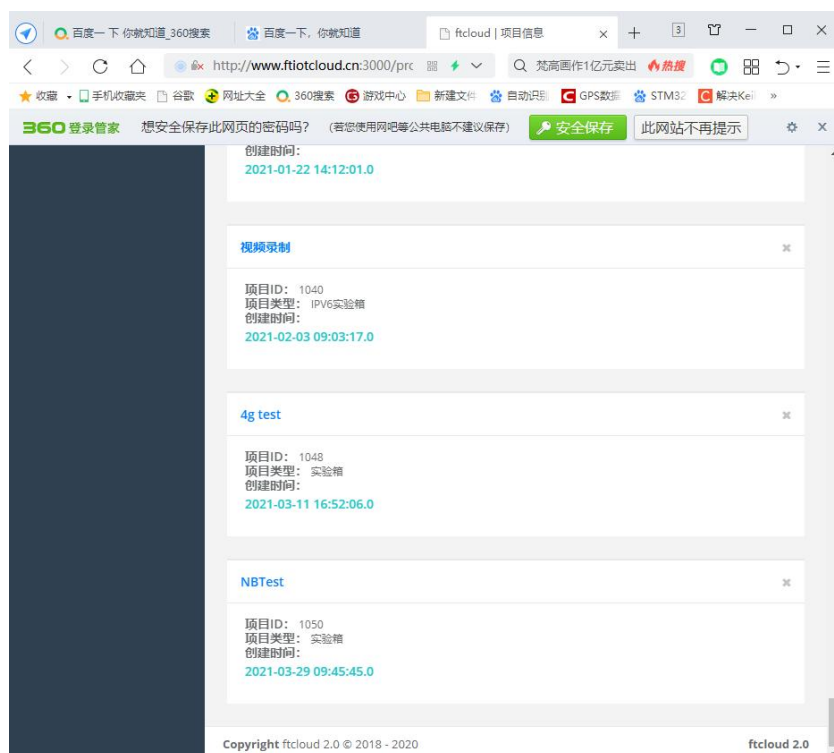 百度一 下 你就知道_360搜索
百度一下，你就知道
ftcloud | 项目信息
3
http://www.ftiotcloud.cn:3000/prc
梵高画作1亿元卖出 热搜
收藏 手机收藏夹 谷歌 网址大全 360搜索 游戏中心 新建文件 自动识别 GPS数据 STM32 解决Kei »
360 登录管家 想安全保存此网页的密码吗? (若您使用网吧等公共电脑不建议保存) 安全保存 此网站不再提示
创建时间:
2021-01-22 14:12:01.0
视频录制
项目ID: 1040
项目类型: IPV6实验箱
创建时间:
2021-02-03 09:03:17.0
4g test
项目ID: 1048
项目类型: 实验箱
创建时间:
2021-03-11 16:52:06.0
NBTest
项目ID: 1050
项目类型: 实验箱
创建时间:
2021-03-29 09:45:45.0
Copyright ftcloud 2.0 © 2018 - 2020
ftcloud 2.0